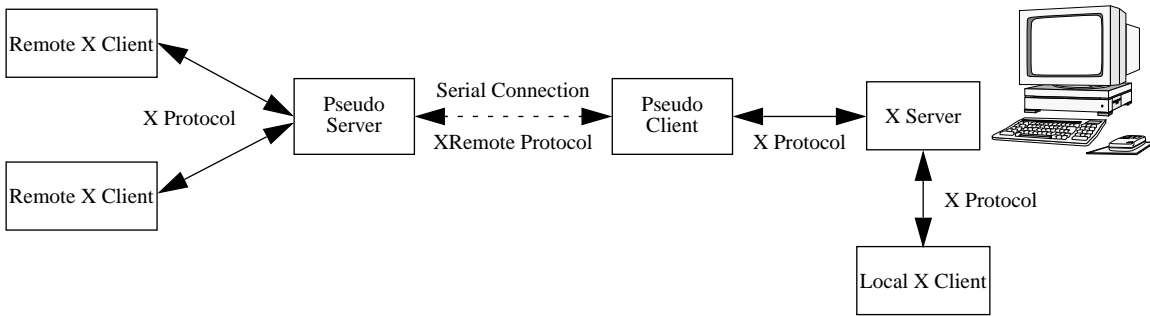 Remote X Client
X Protocol
Remote X Client
Pseudo
Server
Serial Connection
XRemote Protocol
Pseudo
Client
X Protocol
X Server
X Protocol
Local X Client